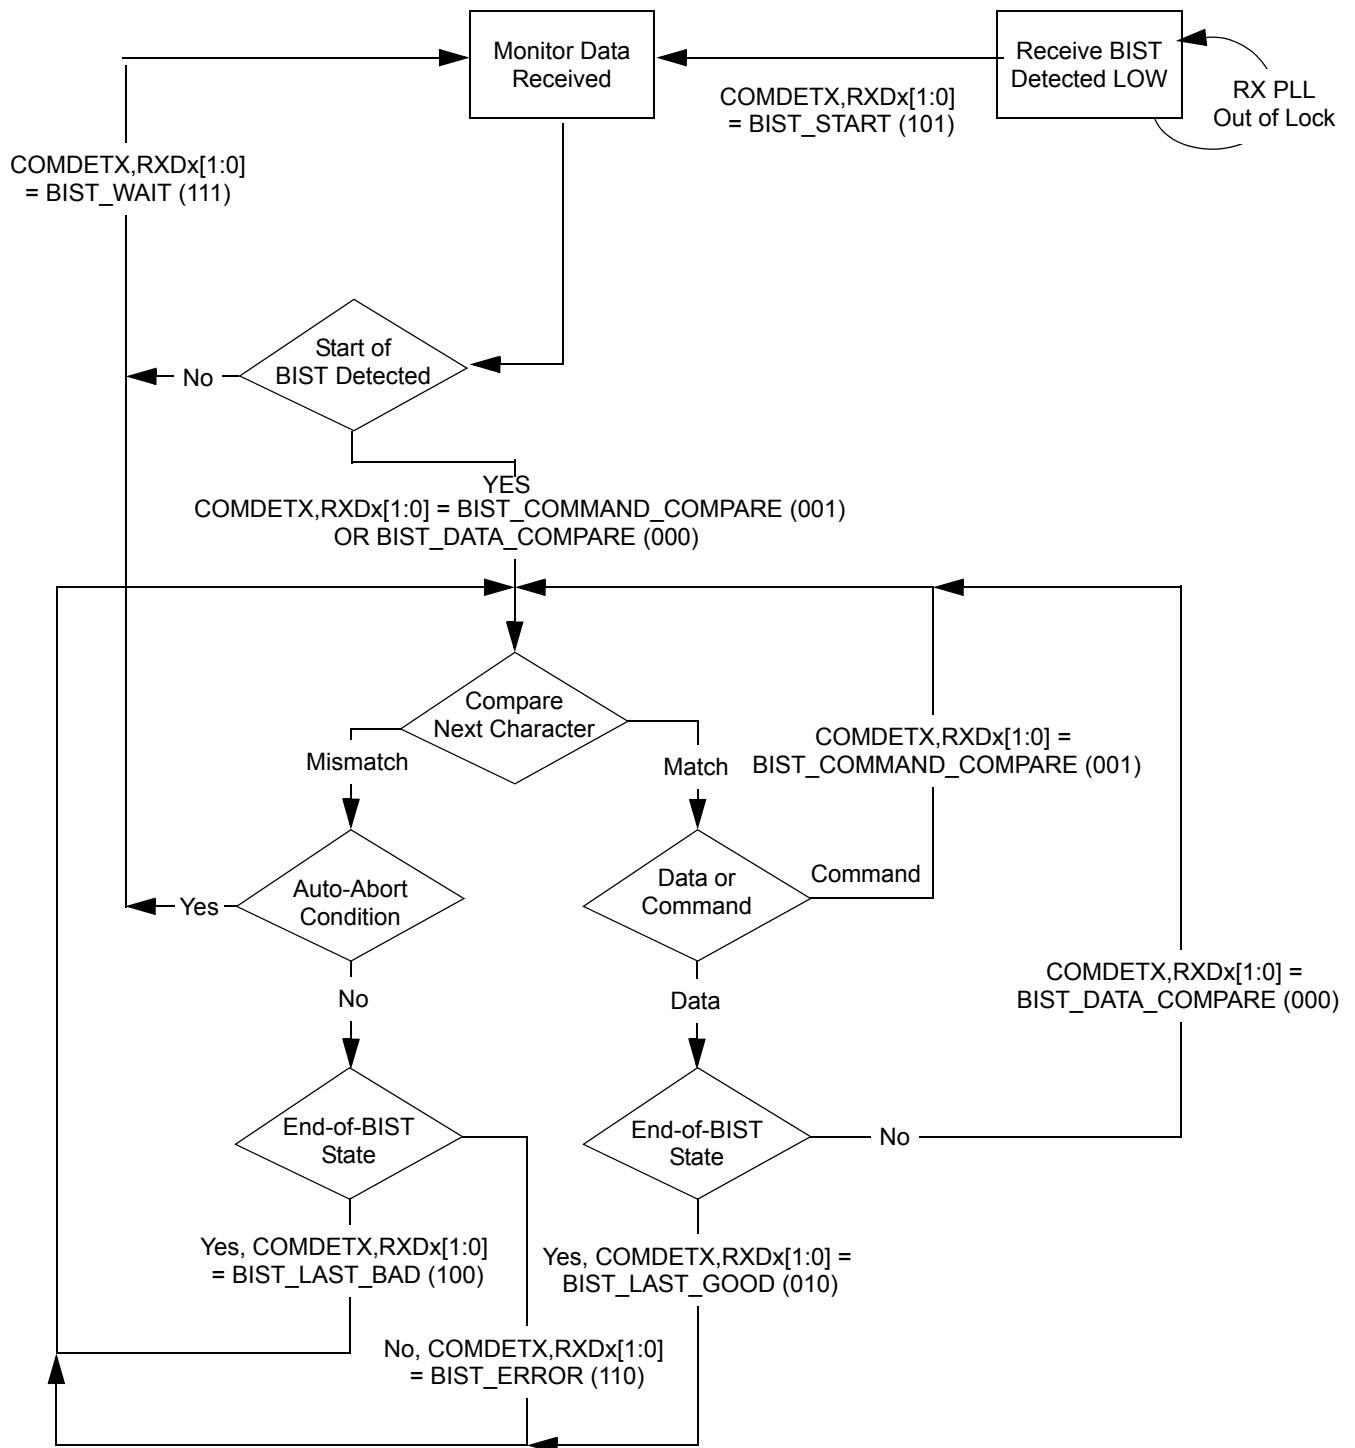 Monitor Data
Received
Receive BIST
Detected LOW
RX PLL
Out of Lock
COMDETX,RXDx[1:0]
= BIST_START (101)
COMDETX,RXDx[1:0]
= BIST_WAIT (111)
Start of
BIST Detected
No
YES
COMDETX,RXDx[1:0] = BIST_COMMAND_COMPARE (001)
OR BIST_DATA_COMPARE (000)
Compare
Next Character
Mismatch
Match
COMDETX,RXDx[1:0] =
BIST_COMMAND_COMPARE (001)
Auto-Abort
Condition
Yes
Data or
Command
Command
No
Data
COMDETX,RXDx[1:0] =
BIST_DATA_COMPARE (000)
End-of-BIST
State
End-of-BIST
State
No
Yes, COMDETX,RXDx[1:0]
= BIST_LAST_BAD (100)
Yes, COMDETX,RXDx[1:0] =
BIST_LAST_GOOD (010)
No, COMDETX,RXDx[1:0]
= BIST_ERROR (110)